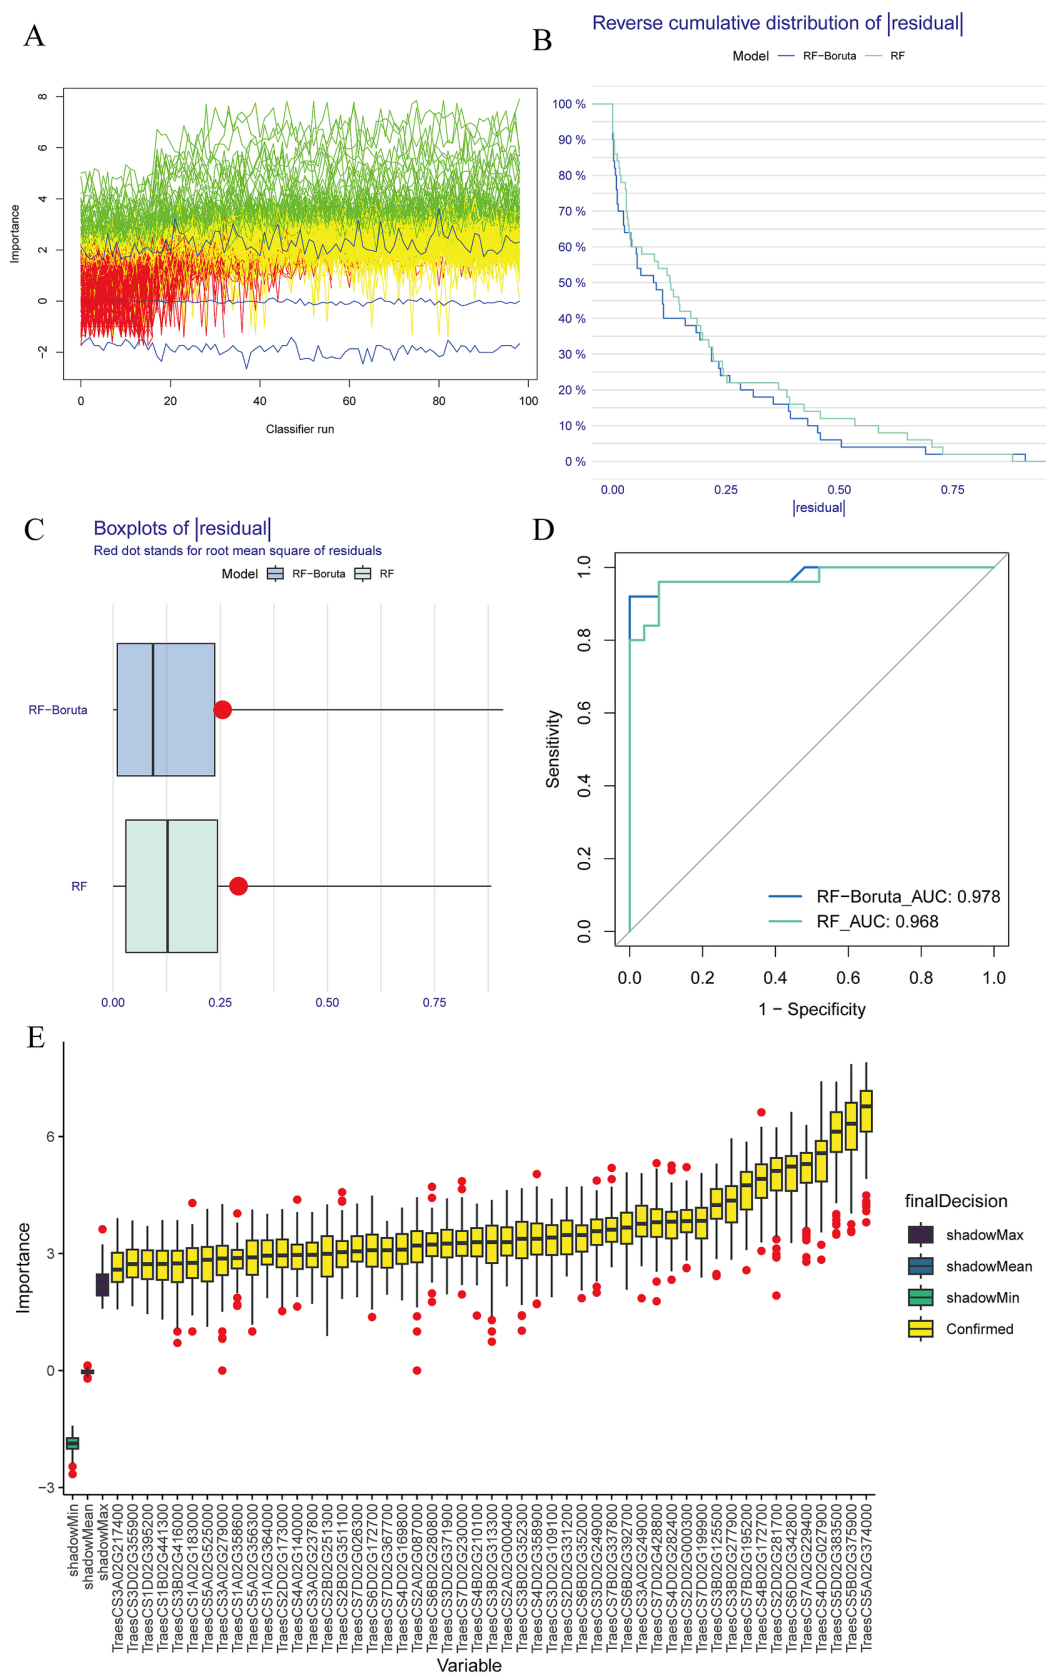 A
8
6
4
2
0
−2
Importance
0 20 40 60 80 100
Classifier run
B
Reverse cumulative distribution of |residual|
Model RF−Boruta RF
100 %
90 %
80 %
70 %
60 %
50 %
40 %
30 %
20 %
10 %
0 %
0.00 0.25 0.50 0.75
|residual|
C
Boxplots of |residual|
Red dot stands for root mean square of residuals
Model RF−Boruta RF
RF−Boruta
RF
0.00 0.25 0.50 0.75
D
1.0
0.8
0.6
0.4
0.2
0.0
Sensitivity
RF−Boruta_AUC: 0.978
RF_AUC: 0.968
0.0 0.2 0.4 0.6 0.8 1.0
1 − Specificity
E
6
3
0
−3
Importance
finalDecision
shadowMax
shadowMean
shadowMin
Confirmed
shadowMin
shadowMean
shadowMax
TraesCS3A02G217400
TraesCS3D02G355900
TraesCS1D02G395200
TraesCS1B02G441300
TraesCS3B02G416000
TraesCS1A02G183000
TraesCS5A02G525000
TraesCS3A02G279000
TraesCS1A02G358600
TraesCS5A02G356300
TraesCS1A02G364000
TraesCS2D02G173000
TraesCS4A02G140000
TraesCS3A02G237800
TraesCS2B02G251300
TraesCS2B02G351100
TraesCS7D02G026300
TraesCS6D02G172700
TraesCS7D02G367700
TraesCS4D02G169800
TraesCS2A02G087000
TraesCS6B02G280800
TraesCS3D02G371900
TraesCS7D02G230000
TraesCS4B02G210100
TraesCS3B02G313300
TraesCS2A02G000400
TraesCS3B02G352300
TraesCS4D02G358900
TraesCS3D02G109100
TraesCS2D02G331200
TraesCS6B02G352000
TraesCS3D02G249000
TraesCS7B02G337800
TraesCS6B02G392700
TraesCS3A02G249000
TraesCS7D02G428800
TraesCS4D02G282400
TraesCS2D02G000300
TraesCS7D02G199900
TraesCS3B02G125500
TraesCS3B02G277900
TraesCS7B02G195200
TraesCS4B02G172700
TraesCS2D02G281700
TraesCS6D02G342800
TraesCS7A02G229400
TraesCS4D02G027900
TraesCS5D02G383500
TraesCS5B02G375900
TraesCS5A02G374000
Variable